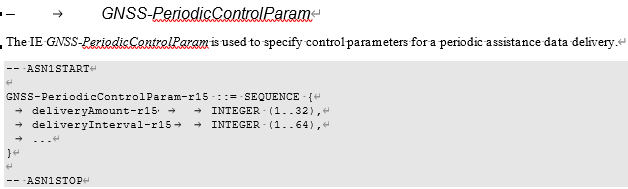 – → GNSS-PeriodicControlParam↵
The IE GNSS-PeriodicControlParam is used to specify control parameters for a periodic assistance data delivery.↵
-- ASN1START↵
↵
GNSS-PeriodicControlParam-r15 ::= SEQUENCE {↵
→ deliveryAmount-r15 → → INTEGER (1..32),↵
→ deliveryInterval-r15 → → INTEGER (1..64),↵
→ ...↵
}↵
↵
-- ASN1STOP↵